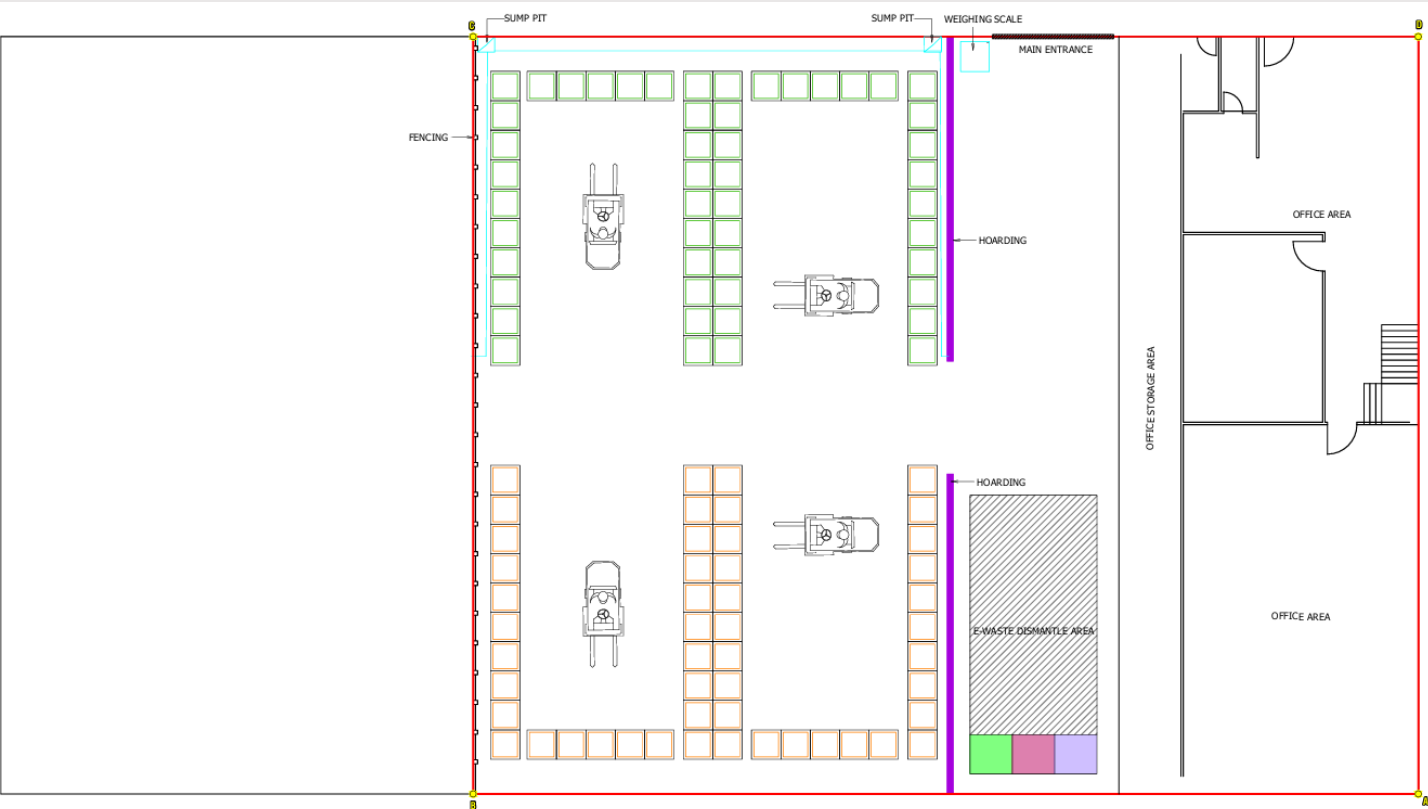 C
SUMP PIT
SUMP PIT
WEIGHING SCALE
D
MAIN ENTRANCE
FENCING
OFFICE AREA
HOARDING
OFFICE STORAGE AREA
HOARDING
OFFICE AREA
E-WASTE DISMANTLE AREA
B
A